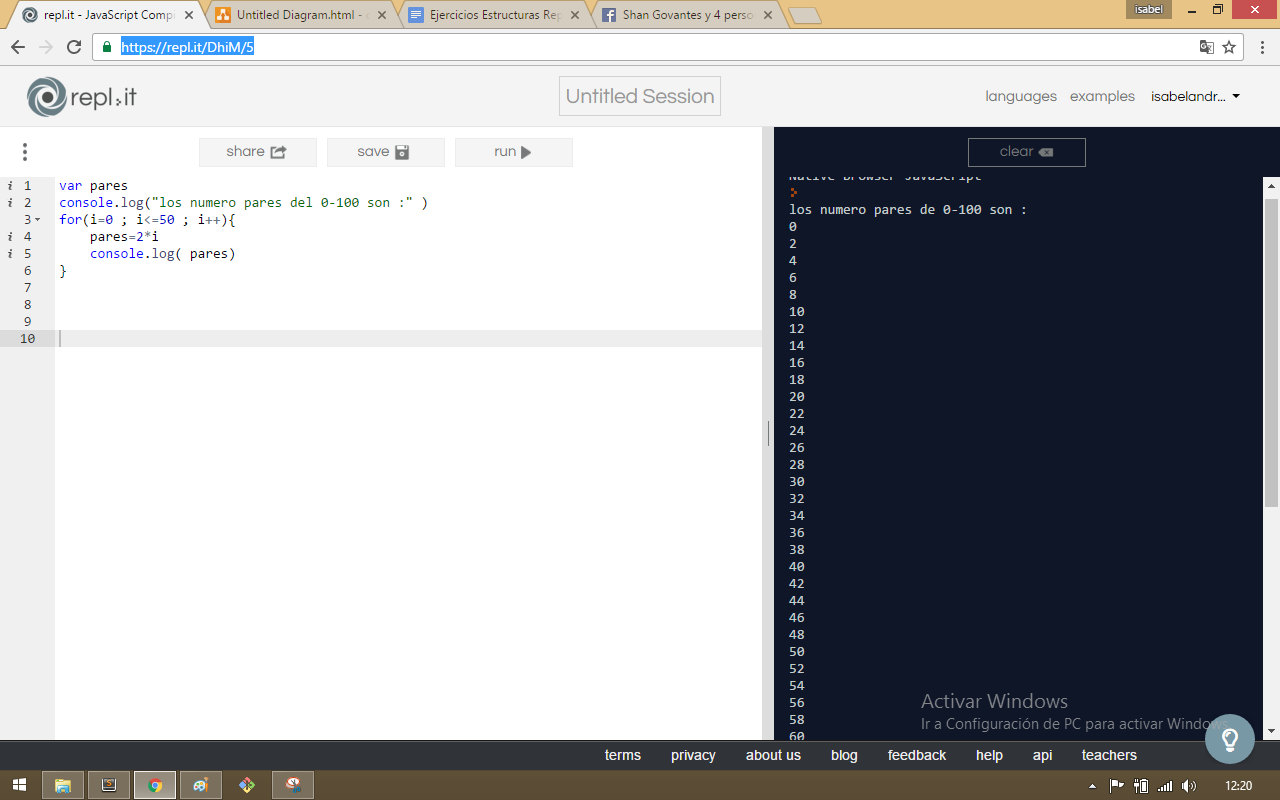 repl.it - JavaScript Comp
Untitled Diagram.html -
Ejercicios Estructuras Rep
Shan Govantes y 4 perso
isabel
https://repl.it/DhiM/5
repl.it
Untitled Session
languages examples isabelandr...
share save run
clear
Native Browser JavaScript
1 var pares
2 console.log("los numero pares del 0-100 son :" )
3 for(i=0 ; i<=50 ; i++){
4 pares=2*i
5 console.log( pares)
6 }
7
8
9
10
los numero pares de 0-100 son :
0
2
4
6
8
10
12
14
16
18
20
22
24
26
28
30
32
34
36
38
40
42
44
46
48
50
52
54
56
58
60
Activar Windows
Ir a Configuración de PC para activar Windows.
terms privacy about us blog feedback help api teachers
12:20